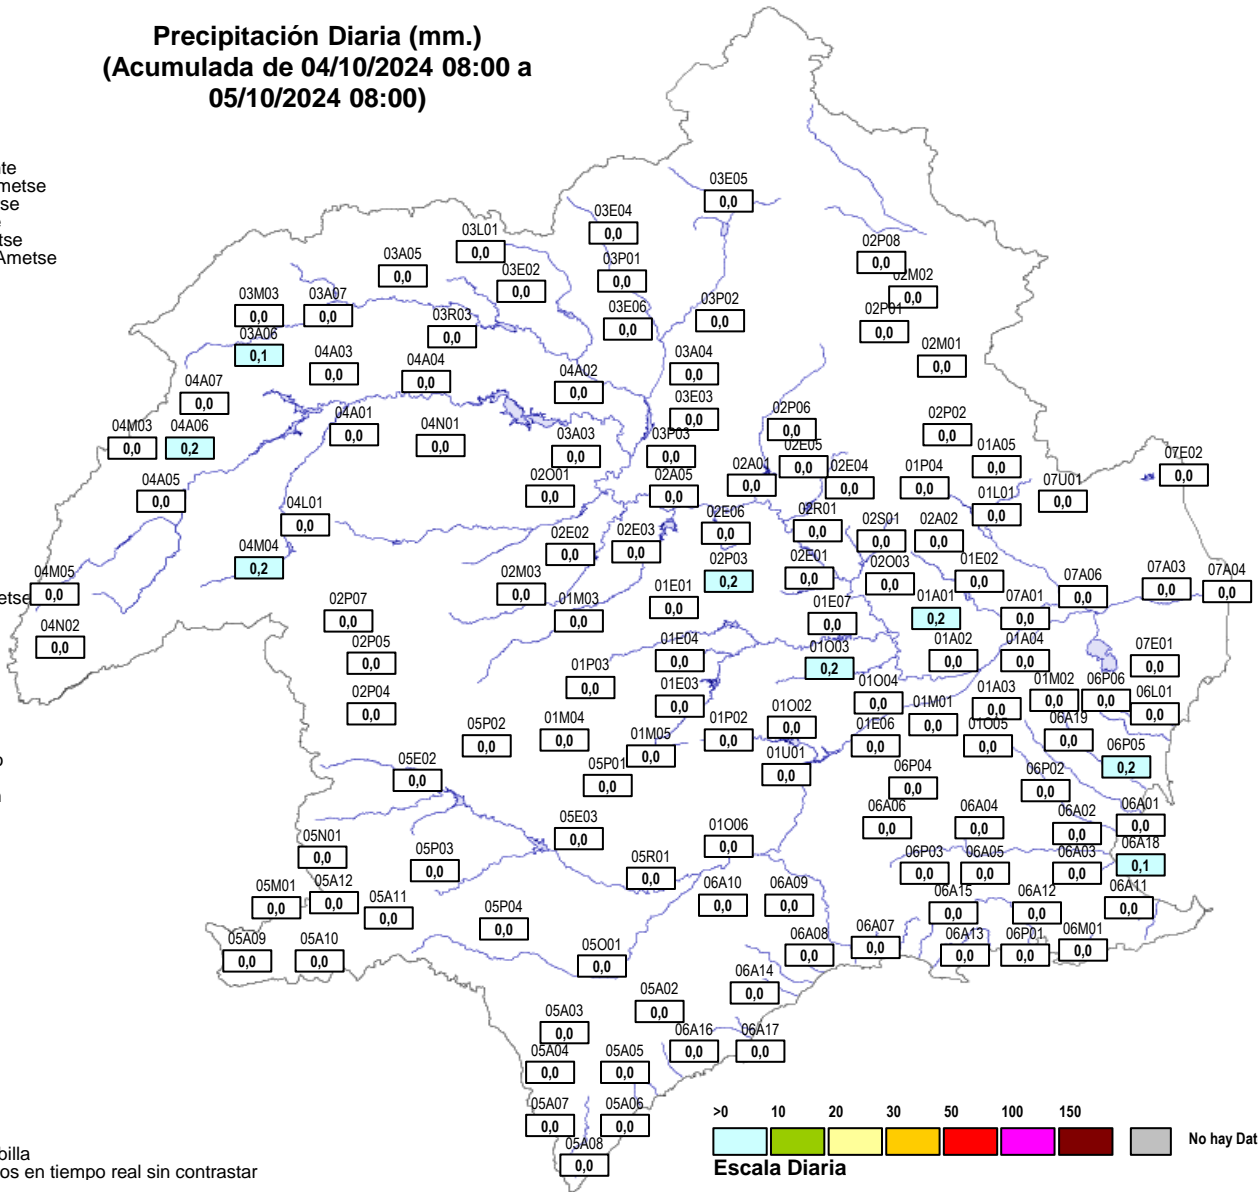 Precipitación Diaria (mm.)
(Acumulada de 04/10/2024 08:00 a
05/10/2024 08:00)
03E05
0,0
03E04
0,0
03L01
0,0
03A05
0,0
03E02
0,0
03P01
0,0
02P08
0,0
02M02
0,0
03M03
0,0
03A07
0,0
03R03
0,0
03E06
0,0
03P02
0,0
02P01
0,0
03A06
0,1
04A03
0,0
04A04
0,0
04A02
0,0
03A04
0,0
02M01
0,0
04A07
0,0
03E03
0,0
04M03
0,0
04A06
0,2
04A01
0,0
04N01
0,0
03A03
0,0
03P03
0,0
02P06
0,0
02P02
0,0
02E05
0,0
01A05
0,0
07E02
0,0
04A05
0,0
02O01
0,0
02A05
0,0
02A01
0,0
02E04
0,0
01P04
0,0
01L01
0,0
07U01
0,0
04L01
0,0
02E02
0,0
02E03
0,0
02E06
0,0
02R01
0,0
02S01
0,0
02A02
0,0
04M04
0,2
02P03
0,2
02E01
0,0
02O03
0,0
01E02
0,0
04M05
0,0
02M03
0,0
01M03
0,0
01E01
0,0
07A06
0,0
07A03
0,0
07A04
0,0
02P07
0,0
01E07
0,0
01A01
0,2
07A01
0,0
04N02
0,0
02P05
0,0
01E04
0,0
01O03
0,2
01A02
0,0
01A04
0,0
07E01
0,0
02P04
0,0
01P03
0,0
01E03
0,0
01O04
0,0
01A03
0,0
01M02
0,0
06P06
0,0
06L01
0,0
05P02
0,0
01M04
0,0
01M05
0,0
01P02
0,0
01O02
0,0
01M01
0,0
01E06
0,0
01O05
0,0
06A19
0,0
06P05
0,2
05E02
0,0
05P01
0,0
01U01
0,0
06P04
0,0
06P02
0,0
05E03
0,0
01O06
0,0
06A06
0,0
06A04
0,0
06A02
0,0
06A01
0,0
05N01
0,0
05P03
0,0
05R01
0,0
06P03
0,0
06A05
0,0
06A03
0,0
06A18
0,1
05M01
0,0
05A12
0,0
05A11
0,0
05P04
0,0
06A10
0,0
06A09
0,0
06A15
0,0
06A12
0,0
06A11
0,0
05A09
0,0
05A10
0,0
05O01
0,0
06A08
0,0
06A07
0,0
06A13
0,0
06P01
0,0
06M01
0,0
05A02
0,0
06A14
0,0
05A03
0,0
06A16
0,0
06A17
0,0
05A04
0,0
05A05
0,0
05A07
0,0
05A06
0,0
05A08
0,0
te
metse
se
tse
Ametse
etse
billa
os en tiempo real sin contrastar
>0 10 20 30 50 100 150
No hay Dat
Escala Diaria